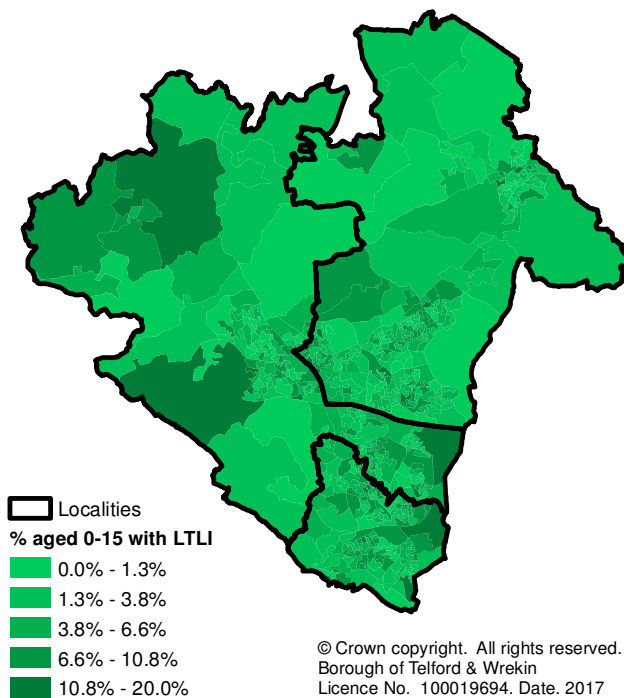 Localities
% aged 0-15 with LTLI
0.0% - 1.3%
1.3% - 3.8%
3.8% - 6.6%
6.6% - 10.8%
10.8% - 20.0%
© Crown copyright. All rights reserved.
Borough of Telford & Wrekin
Licence No. 100019694. Date. 2017